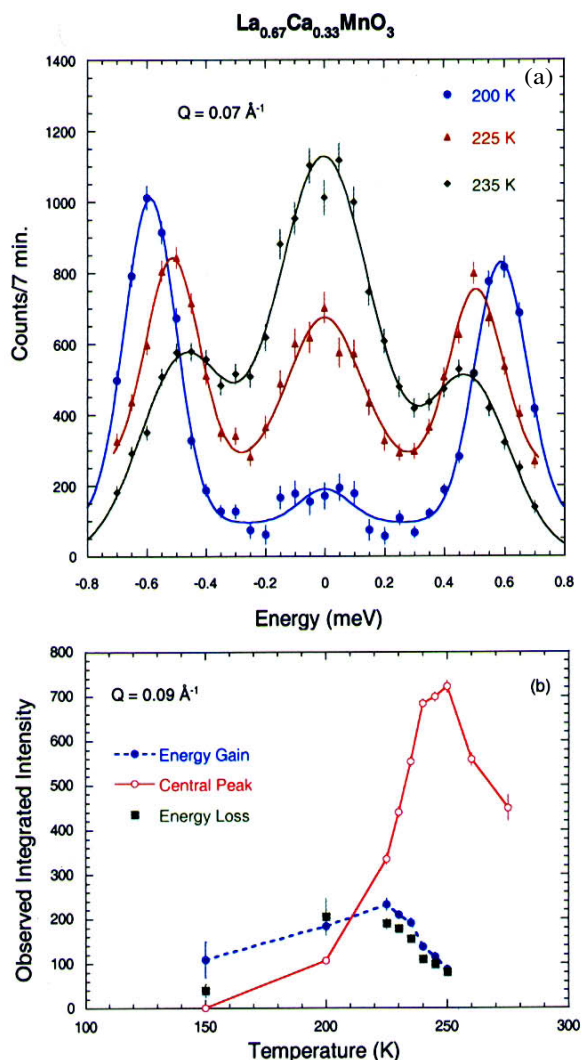 La0.67Ca0.33MnO3
1400
1200
1000
800
600
400
200
0
(a)
Q = 0.07 Å-1
200 K
225 K
235 K
Counts/7 min.
-0.8 -0.6 -0.4 -0.2 0 0.2 0.4 0.6 0.8
Energy (meV)
800
700
600
500
400
300
200
100
0
(b)
Q = 0.09 Å-1
Energy Gain
Central Peak
Energy Loss
Observed Integrated Intensity
100 150 200 250 300
Temperature (K)